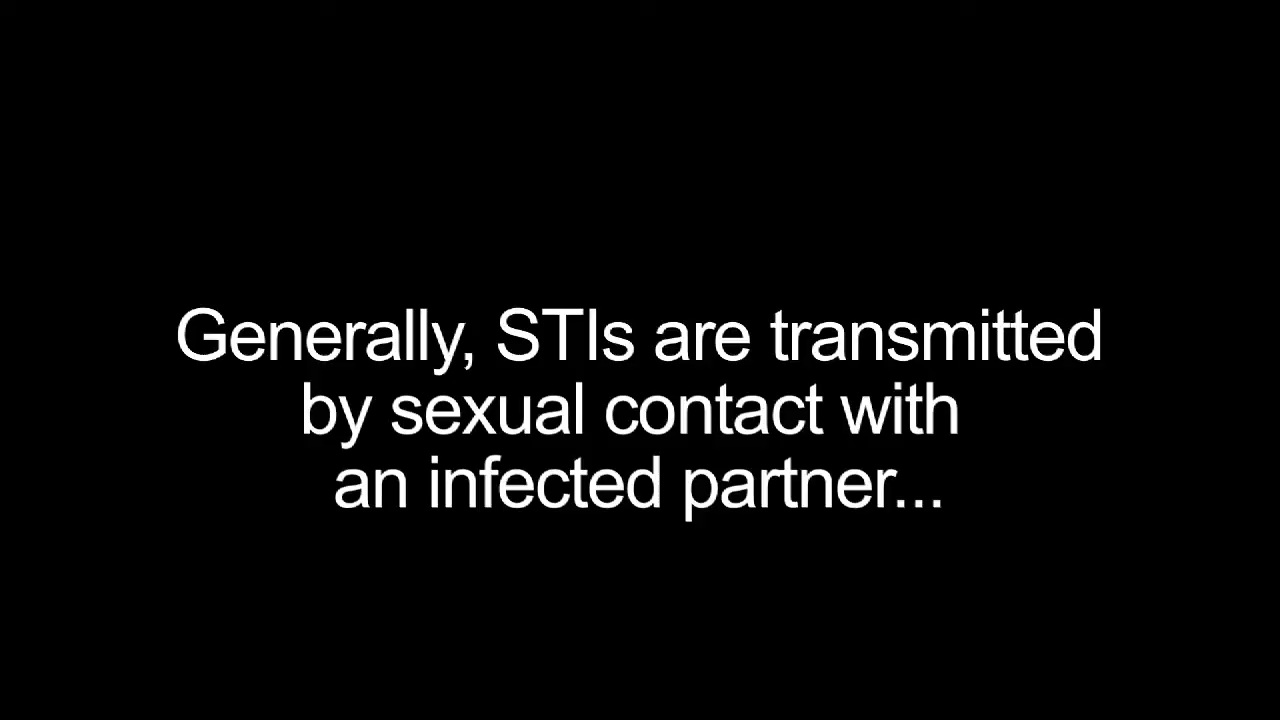 Generally, STIs are transmitted
by sexual contact with
an infected partner...